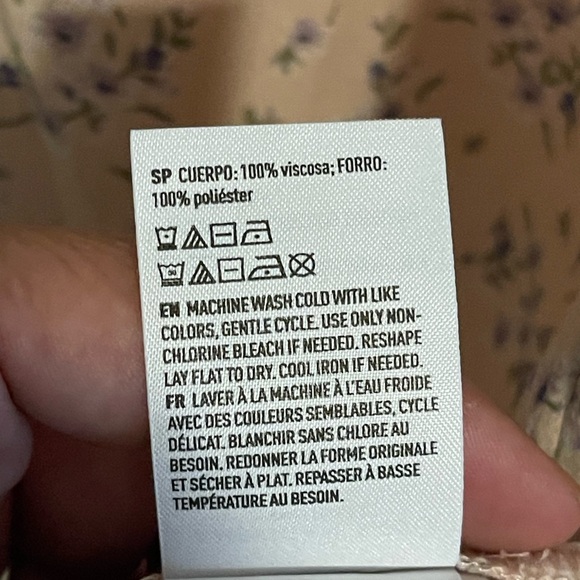 SP CUERPO: 100% viscosa; FORRO:
100% poliéster
EN MACHINE WASH COLD WITH LIKE
COLORS, GENTLE CYCLE. USE ONLY NON-
CHLORINE BLEACH IF NEEDED. RESHAPE
LAY FLAT TO DRY. COOL IRON IF NEEDED.
FR LAVER À LA MACHINE À L'EAU FROIDE
AVEC DES COULEURS SEMBLABLES, CYCLE
DÉLICAT. BLANCHIR SANS CHLORE AU
BESOIN. REDONNER LA FORME ORIGINALE
ET SÉCHER À PLAT. REPASSER À BASSE
TEMPÉRATURE AU BESOIN.